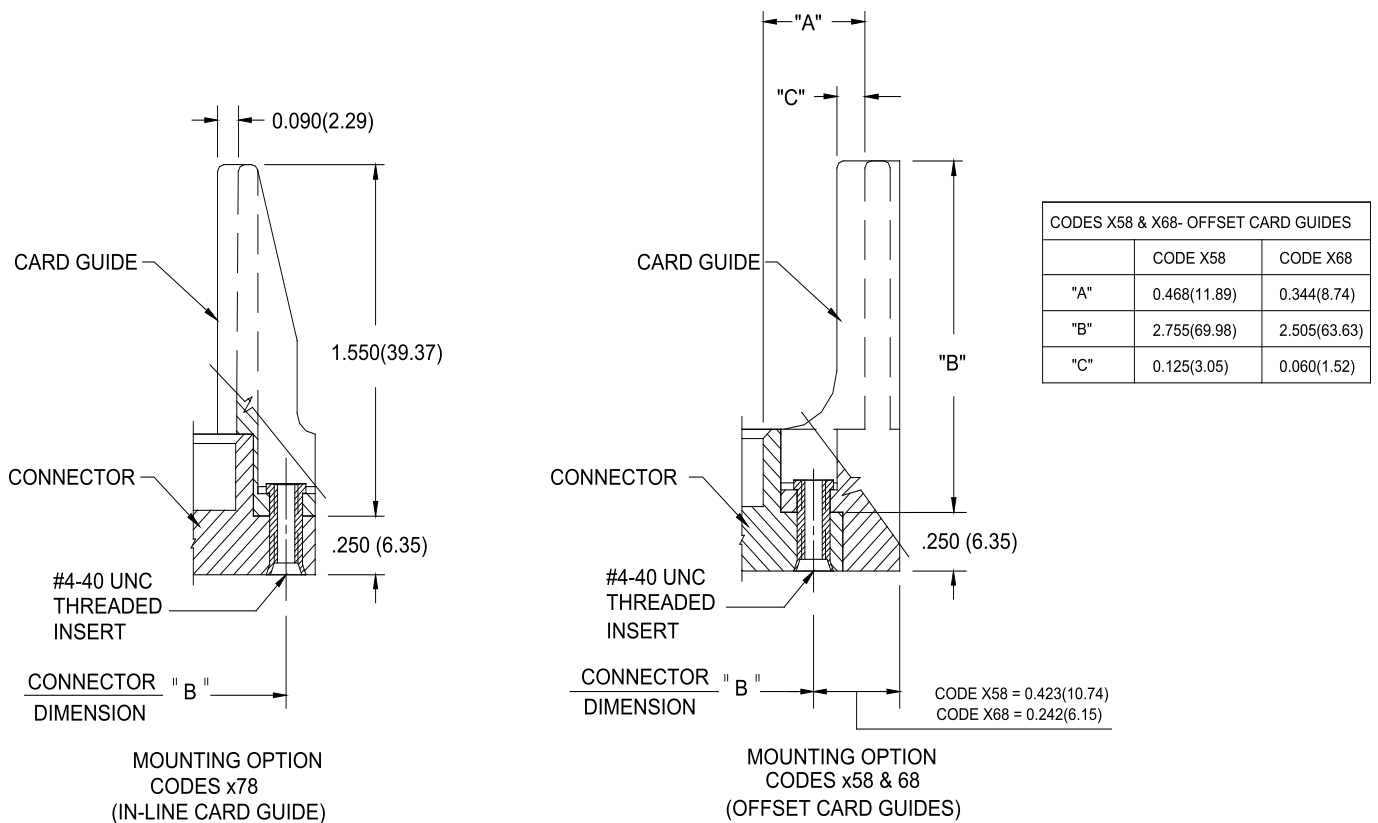 0.090(2.29)
CARD GUIDE
1.550(39.37)
CONNECTOR
.250 (6.35)
#4-40 UNC
THREADED
INSERT
CONNECTOR " B "
DIMENSION
MOUNTING OPTION
CODES x78
(IN-LINE CARD GUIDE)
"A"
"C"
CARD GUIDE
"B"
CONNECTOR
.250 (6.35)
#4-40 UNC
THREADED
INSERT
CONNECTOR " B "
DIMENSION
CODE X58 = 0.423(10.74)
CODE X68 = 0.242(6.15)
MOUNTING OPTION
CODES x58 & 68
(OFFSET CARD GUIDES)
CODES X58 & X68- OFFSET CARD GUIDES
CODE X58 CODE X68
"A" 0.468(11.89) 0.344(8.74)
"B" 2.755(69.98) 2.505(63.63)
"C" 0.125(3.05) 0.060(1.52)